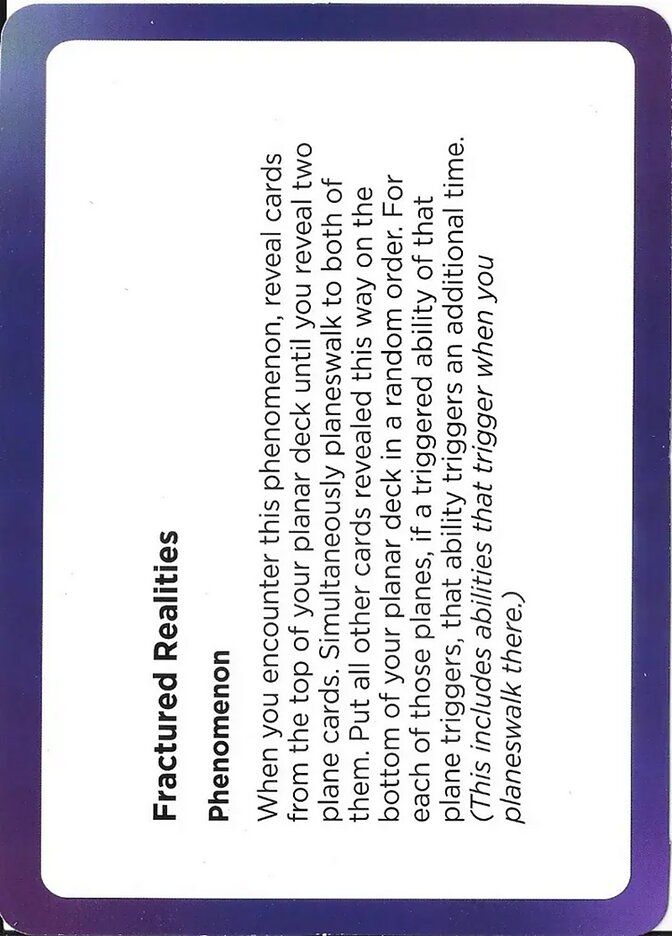 Fractured Realities
Phenomenon
When you encounter this phenomenon, reveal cards
from the top of your planar deck until you reveal two
plane cards. Simultaneously planeswalk to both of
them. Put all other cards revealed this way on the
bottom of your planar deck in a random order. For
each of those planes, if a triggered ability of that
plane triggers, that ability triggers an additional time.
(This includes abilities that trigger when you
planeswalk there.)